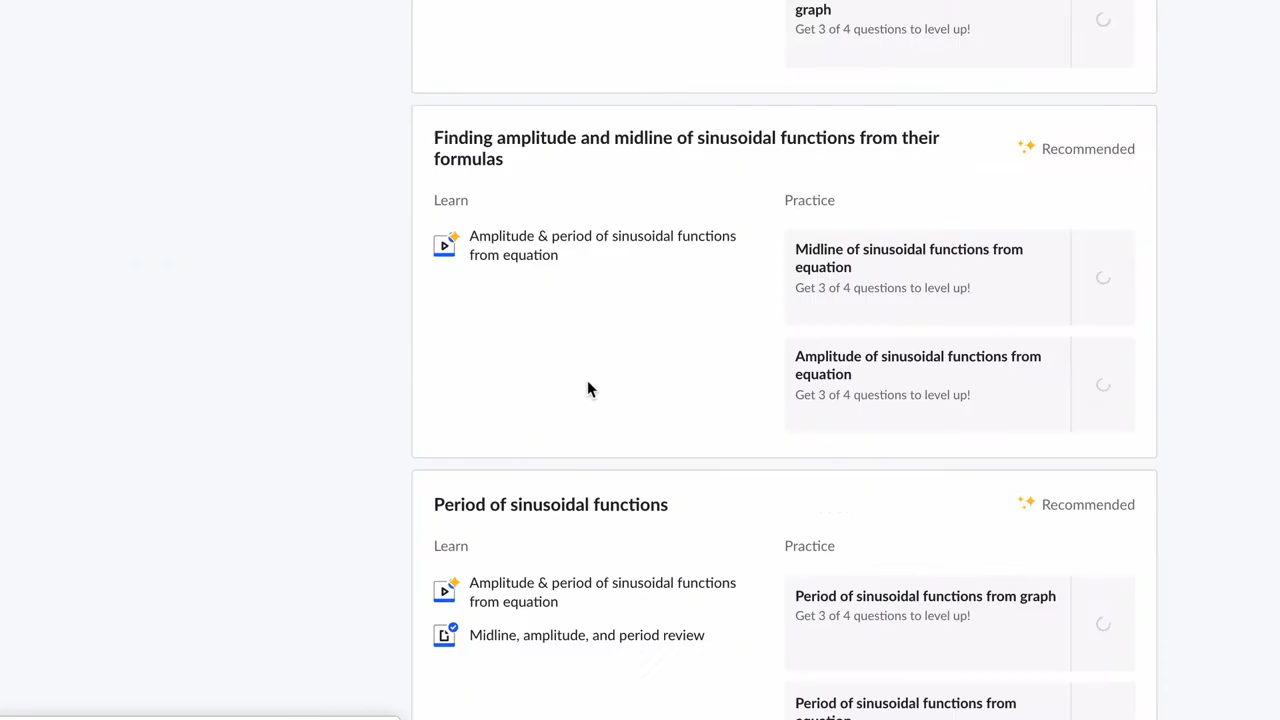 graph
Get 3 of 4 questions to level up!
Finding amplitude and midline of sinusoidal functions from their
formulas
Recommended
Learn
Practice
Amplitude & period of sinusoidal functions
from equation
Midline of sinusoidal functions from
equation
Get 3 of 4 questions to level up!
Amplitude of sinusoidal functions from
equation
Get 3 of 4 questions to level up!
Period of sinusoidal functions
Recommended
Learn
Practice
Amplitude & period of sinusoidal functions
from equation
Midline, amplitude, and period review
Period of sinusoidal functions from graph
Get 3 of 4 questions to level up!
Period of sinusoidal functions from